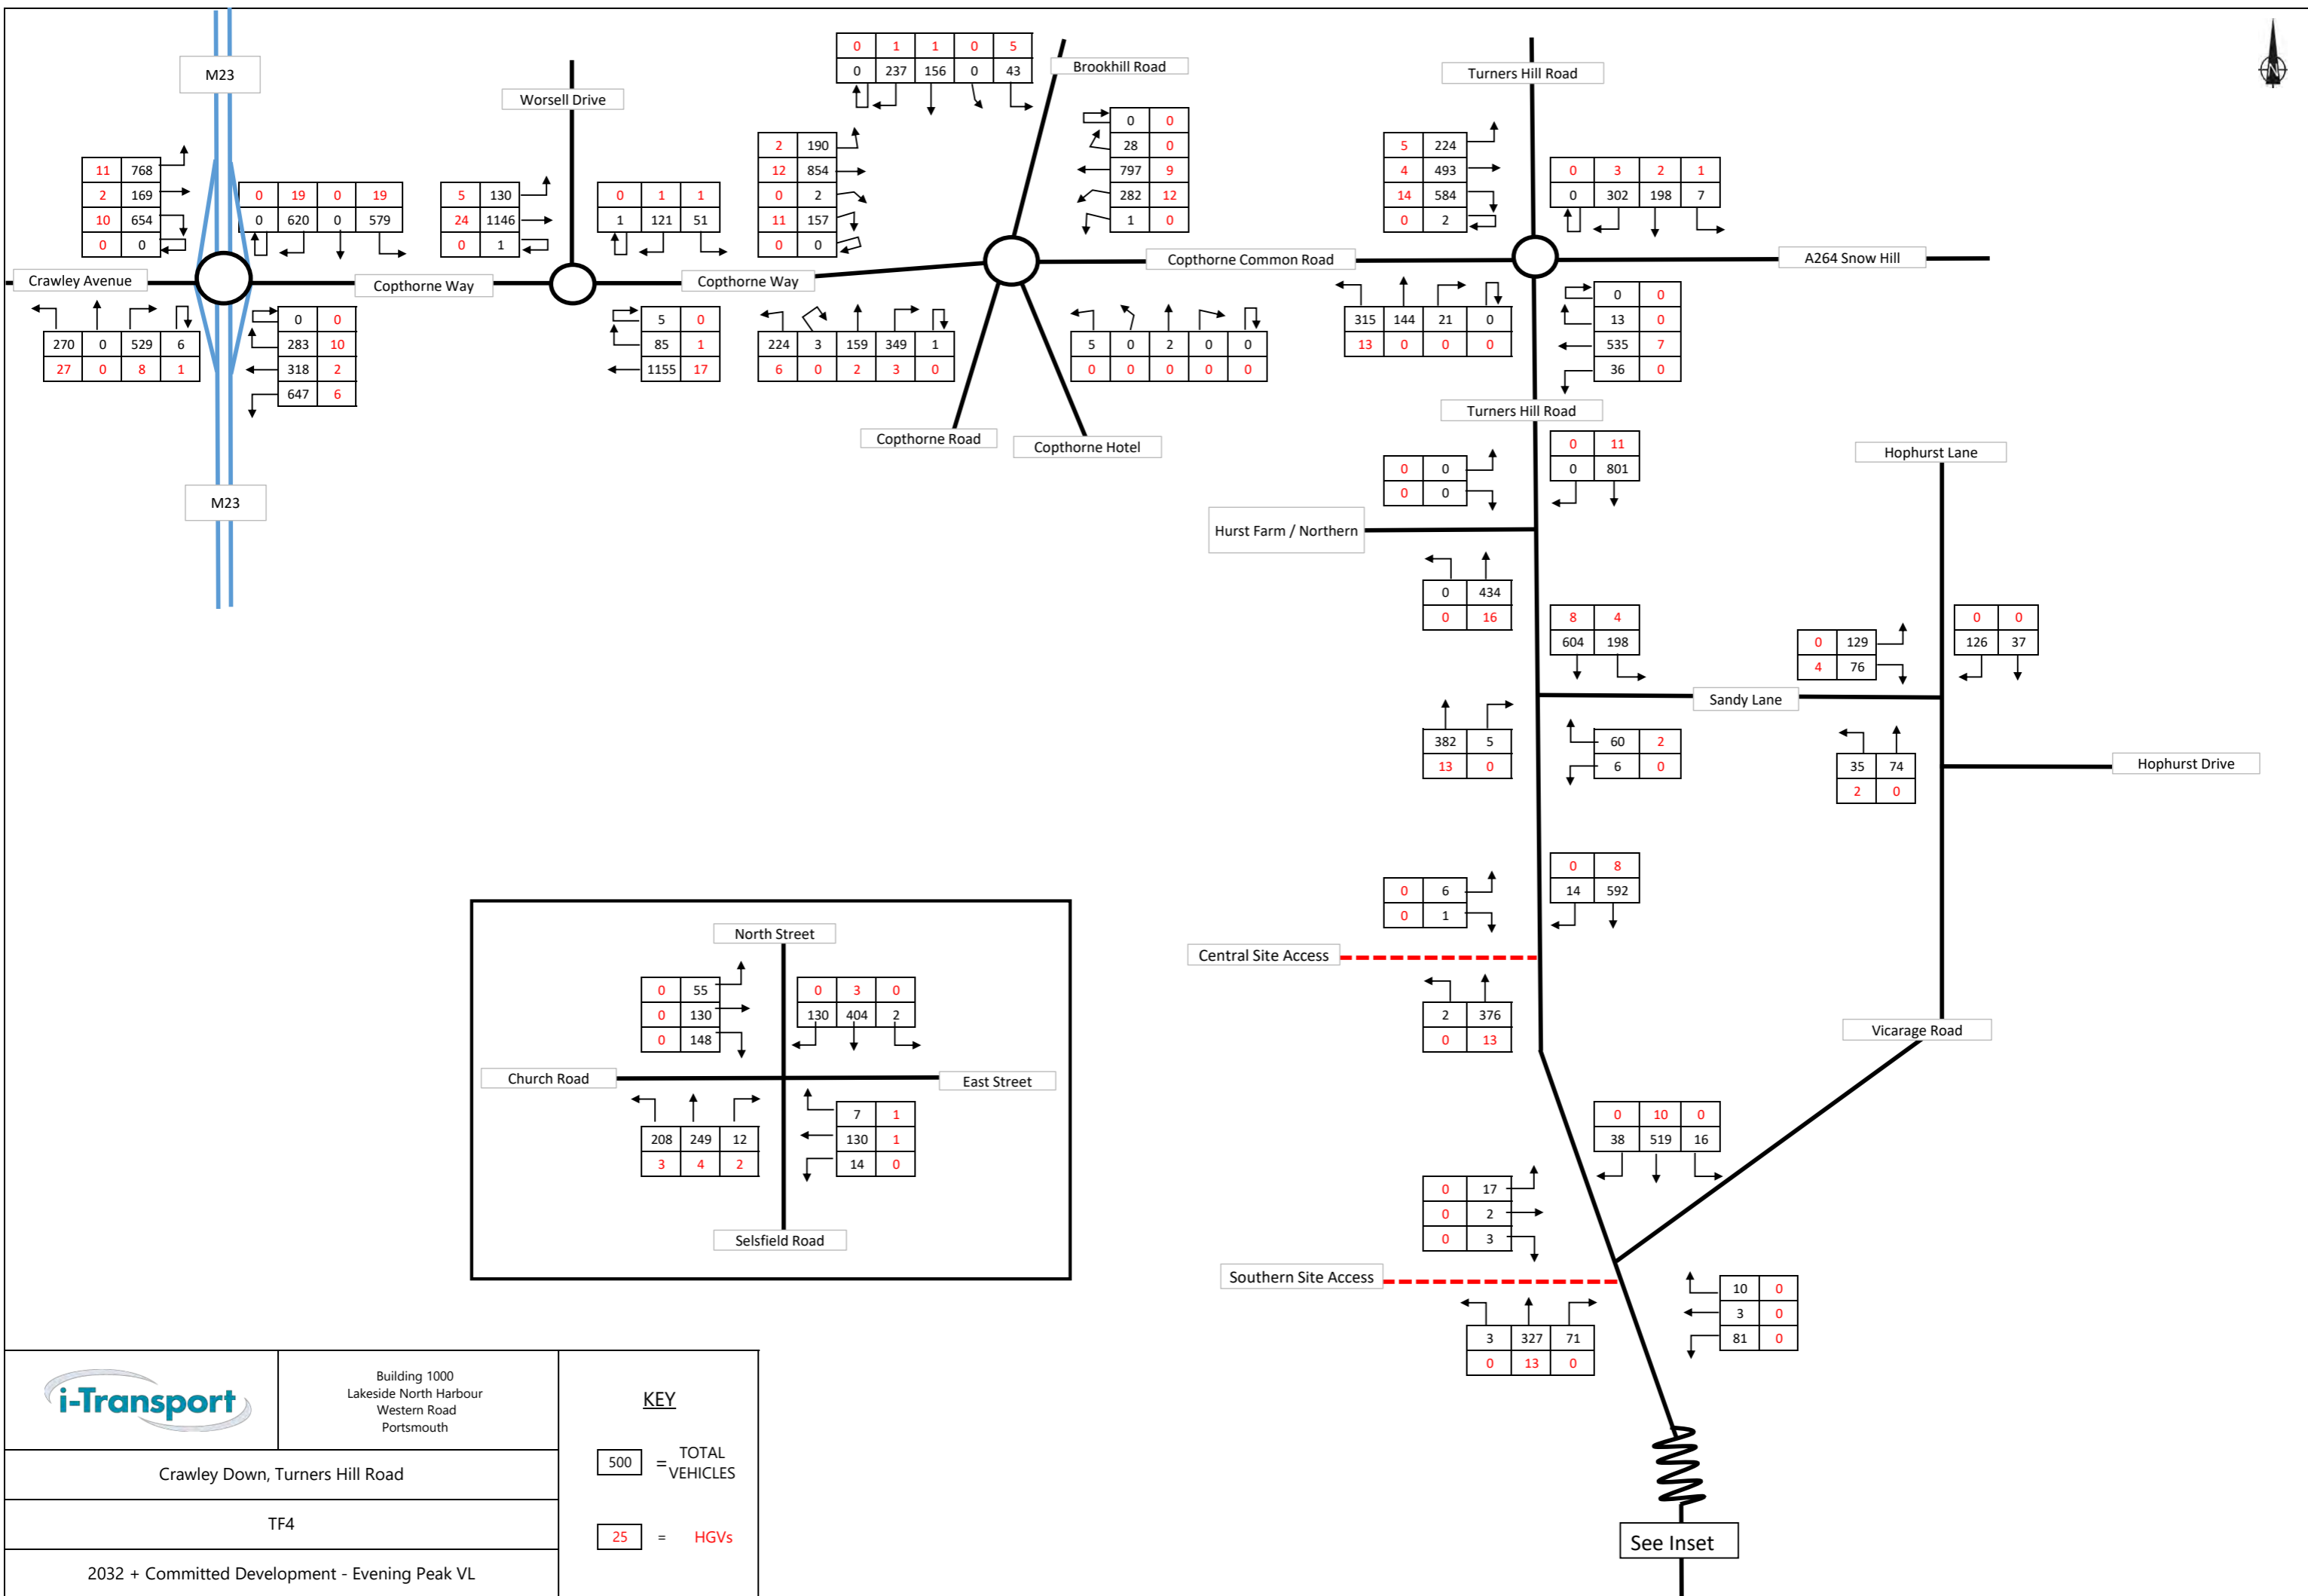 M23
Worsell Drive
0 1 1 0 5
0 237 156 0 43
Brookhill Road
Turners Hill Road
N
11 768
2 169
10 654
0 0
0 19 0 19
0 620 0 579
5 130
24 1146
0 1
0 1 1
1 121 51
2 190
12 854
0 2
11 157
0 0
0 0
28 0
797 9
282 12
1 0
5 224
4 493
14 584
0 2
0 3 2 1
0 302 198 7
Crawley Avenue
Copthorne Way
Copthorne Way
Copthorne Common Road
A264 Snow Hill
270 0 529 6
27 0 8 1
0 0
283 10
318 2
647 6
5 0
85 1
1155 17
224 3 159 349 1
6 0 2 3 0
5 0 2 0 0
0 0 0 0 0
315 144 21 0
13 0 0 0
0 0
13 0
535 7
36 0
Copthorne Road
Copthorne Hotel
Turners Hill Road
M23
0 0
0 0
0 11
0 801
Hophurst Lane
Hurst Farm / Northern
0 434
0 16
8 4
604 198
0 129
4 76
0 0
126 37
Sandy Lane
382 5
13 0
60 2
6 0
35 74
2 0
Hophurst Drive
0 6
0 1
0 8
14 592
Central Site Access
2 376
0 13
Vicarage Road
North Street
0 55
0 130
0 148
0 3 0
130 404 2
Church Road
East Street
208 249 12
3 4 2
7 1
130 1
14 0
Selsfield Road
0 10 0
38 519 16
0 17
0 2
0 3
Southern Site Access
3 327 71
0 13 0
10 0
3 0
81 0
See Inset
i-Transport
Building 1000
Lakeside North Harbour
Western Road
Portsmouth
Crawley Down, Turners Hill Road
TF4
2032 + Committed Development - Evening Peak VL
KEY
500 = TOTAL
VEHICLES
25 = HGVs